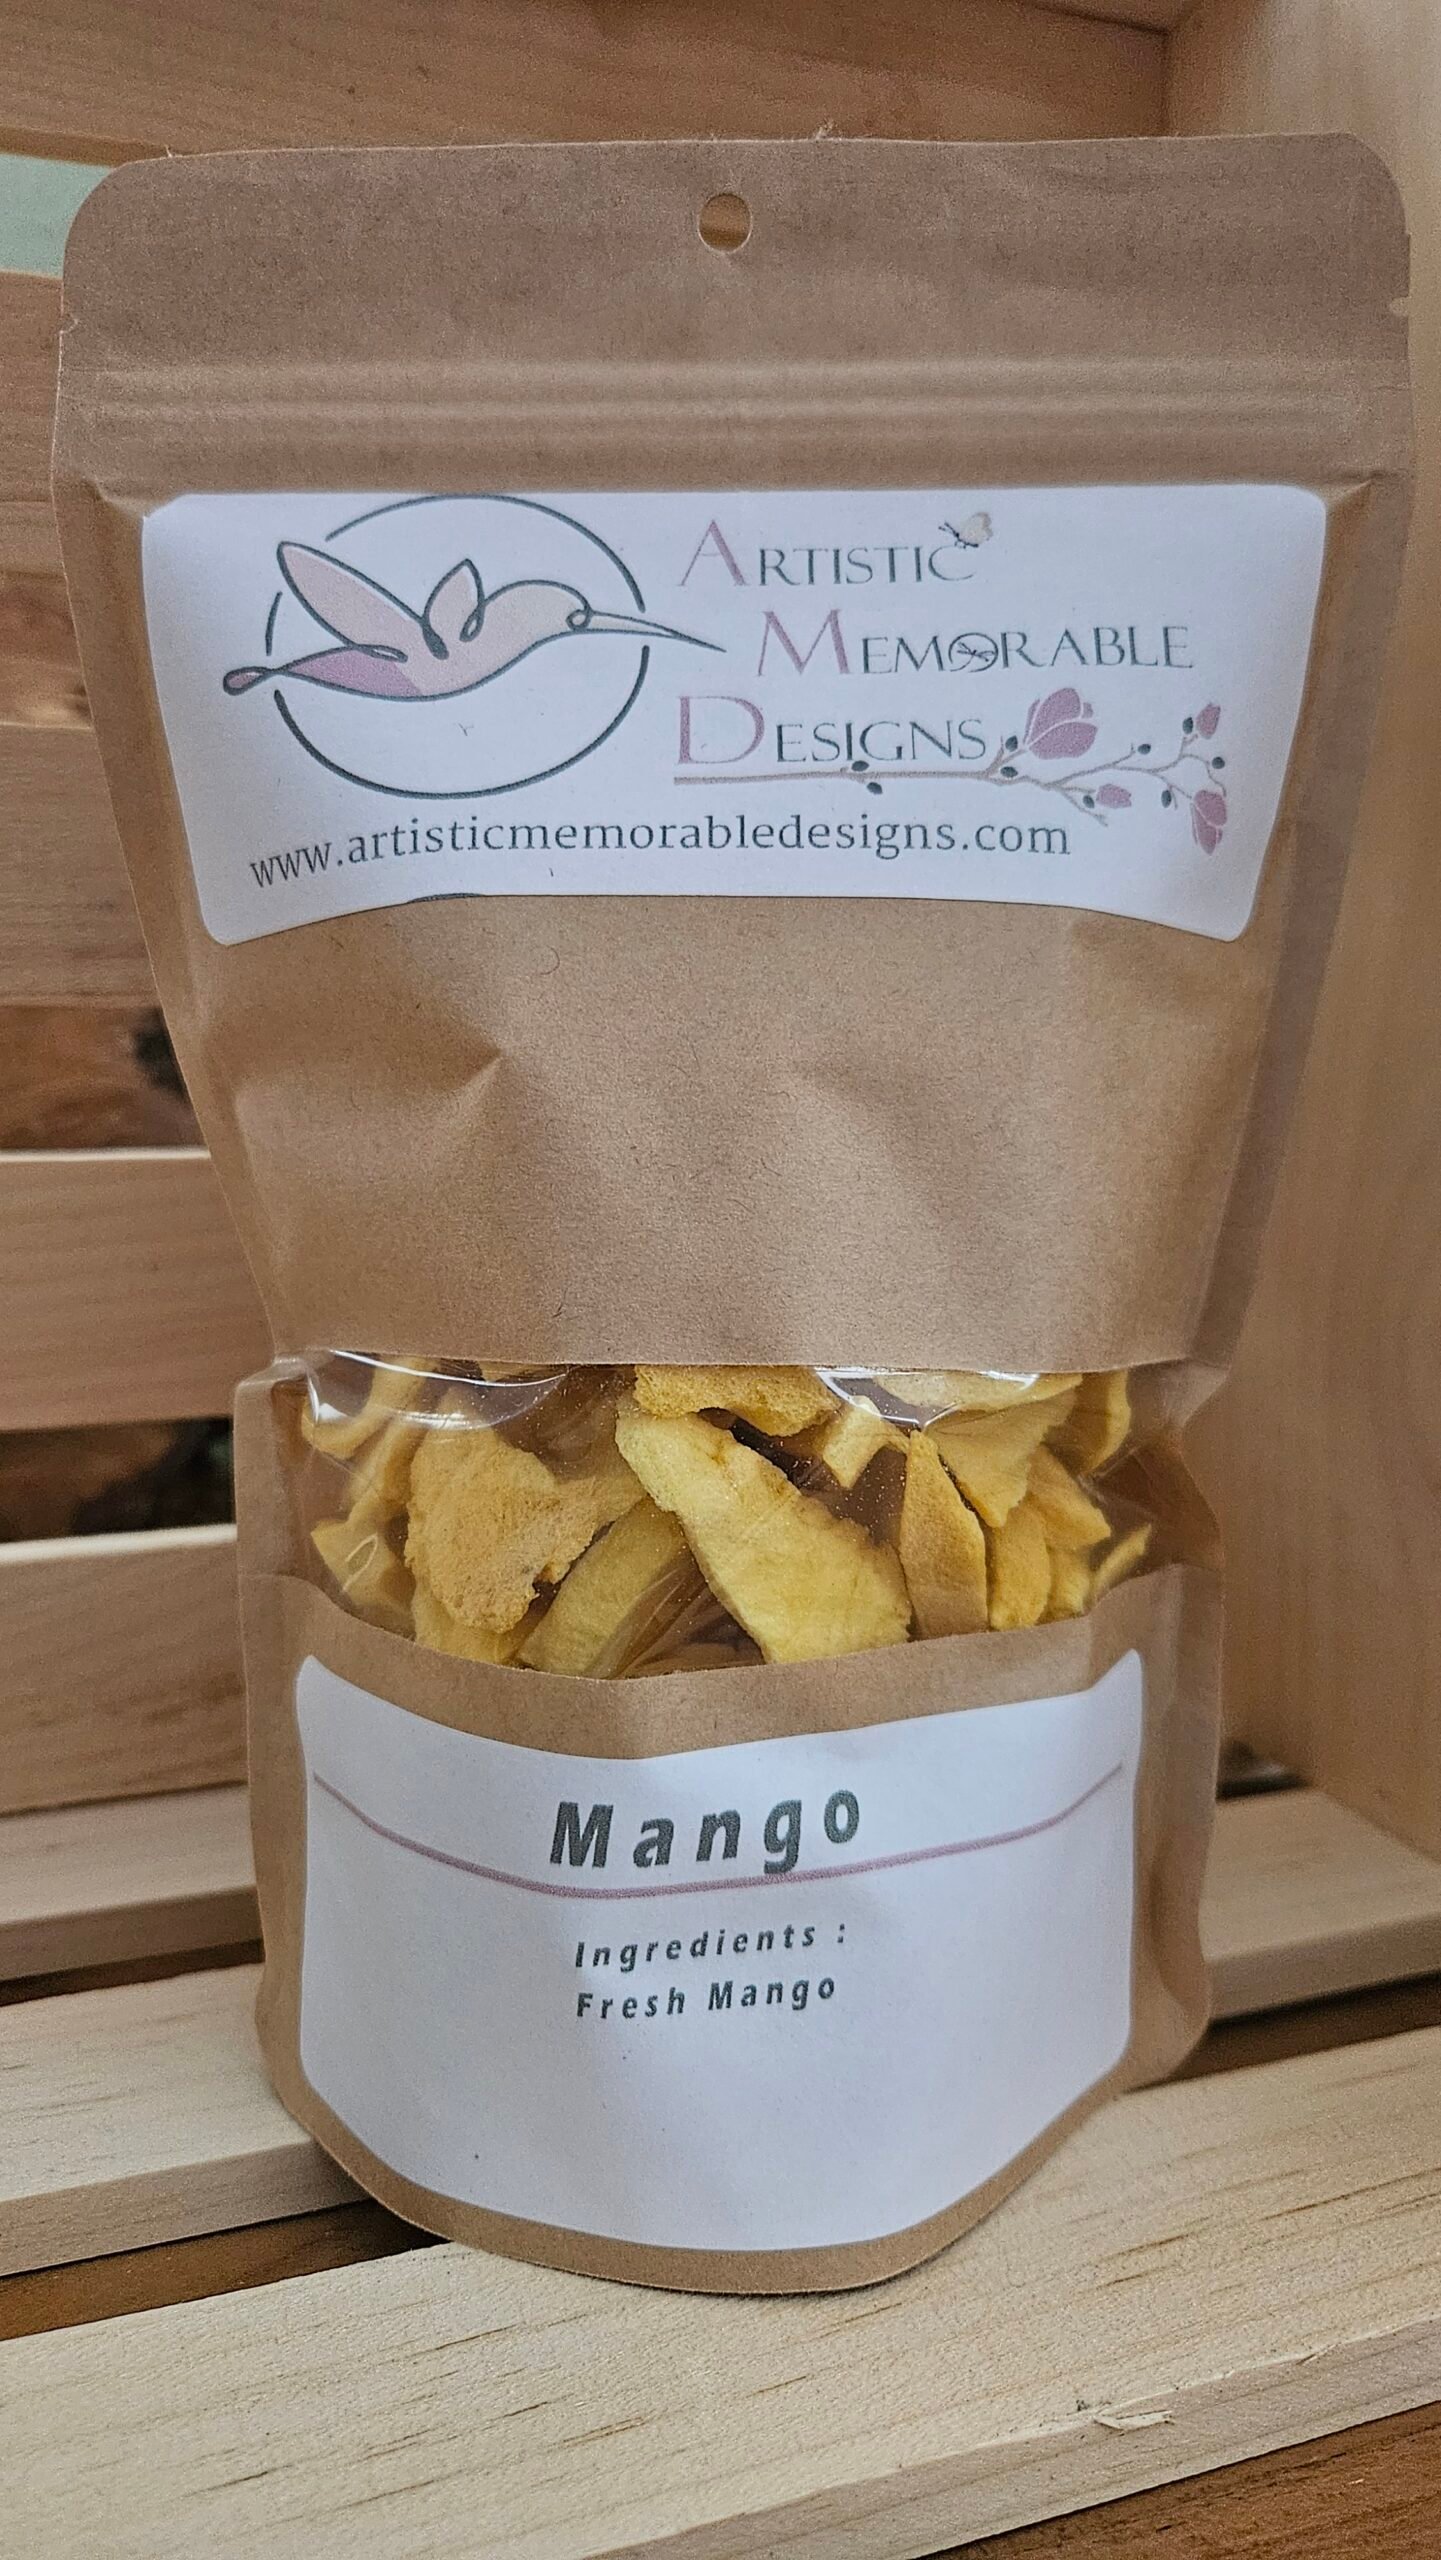 ARTISTIC
MEMORABLE
DESIGNS
www.artisticmemorabledesigns.com
Mango
Ingredients :
Fresh Mango